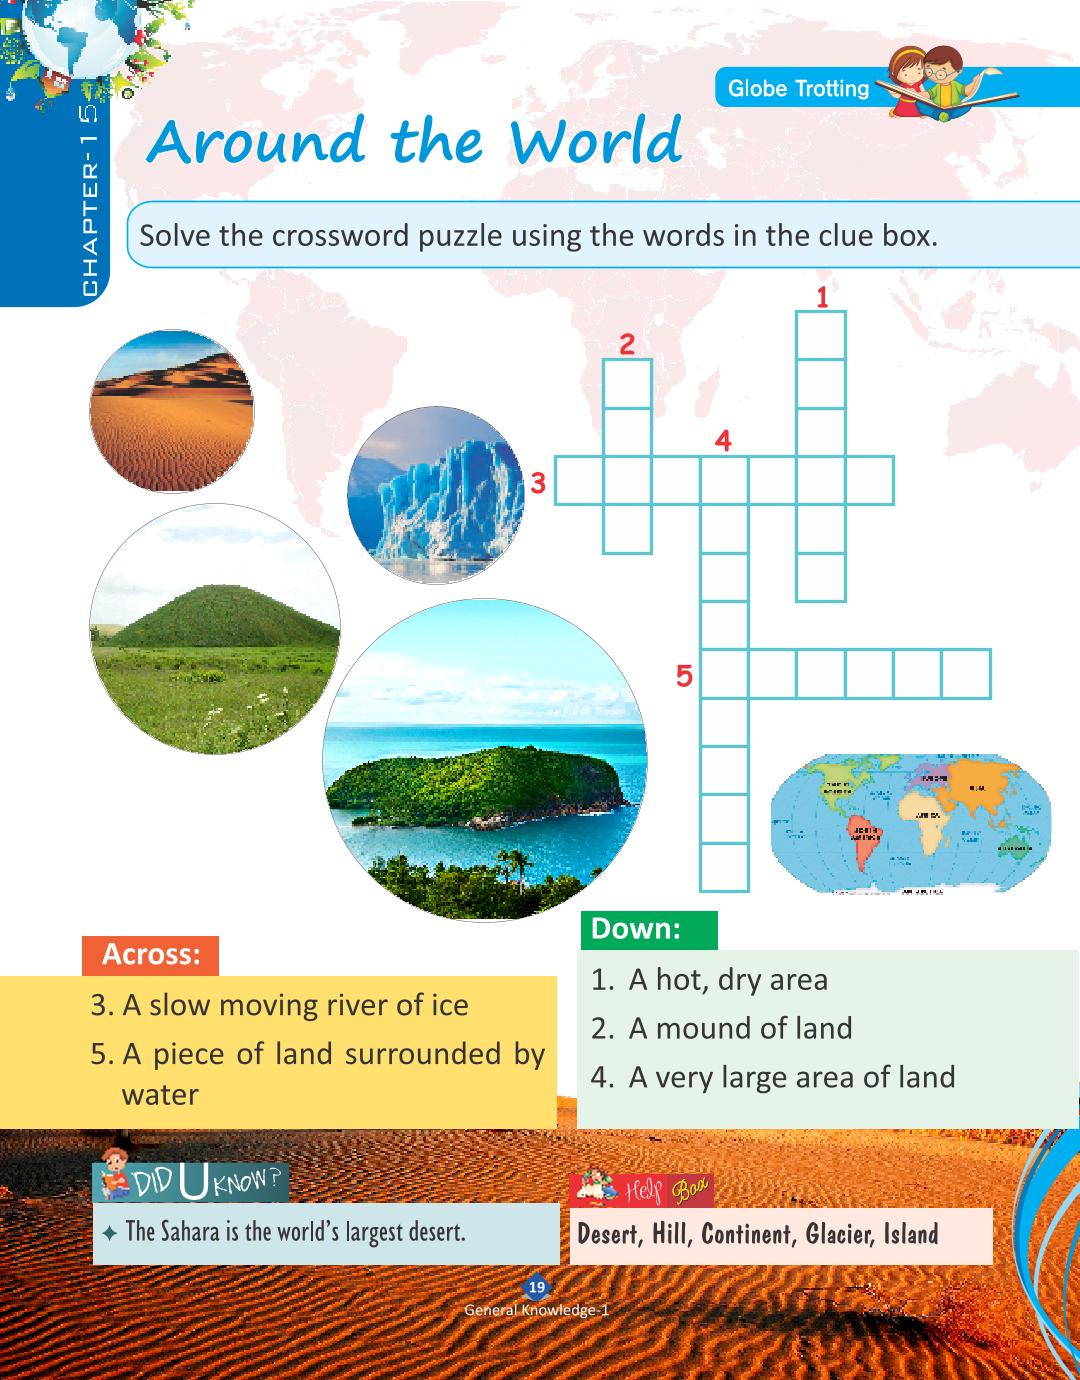 CHAPTER-15
Globe Trotting
Around the World
Solve the crossword puzzle using the words in the clue box.
1
2
4
3
5
Across:
3. A slow moving river of ice
5. A piece of land surrounded by
water
Down:
1. A hot, dry area
2. A mound of land
4. A very large area of land
DID U KNOW?
The Sahara is the world's largest desert.
Help Box
Desert, Hill, Continent, Glacier, Island
19
General Knowledge-1